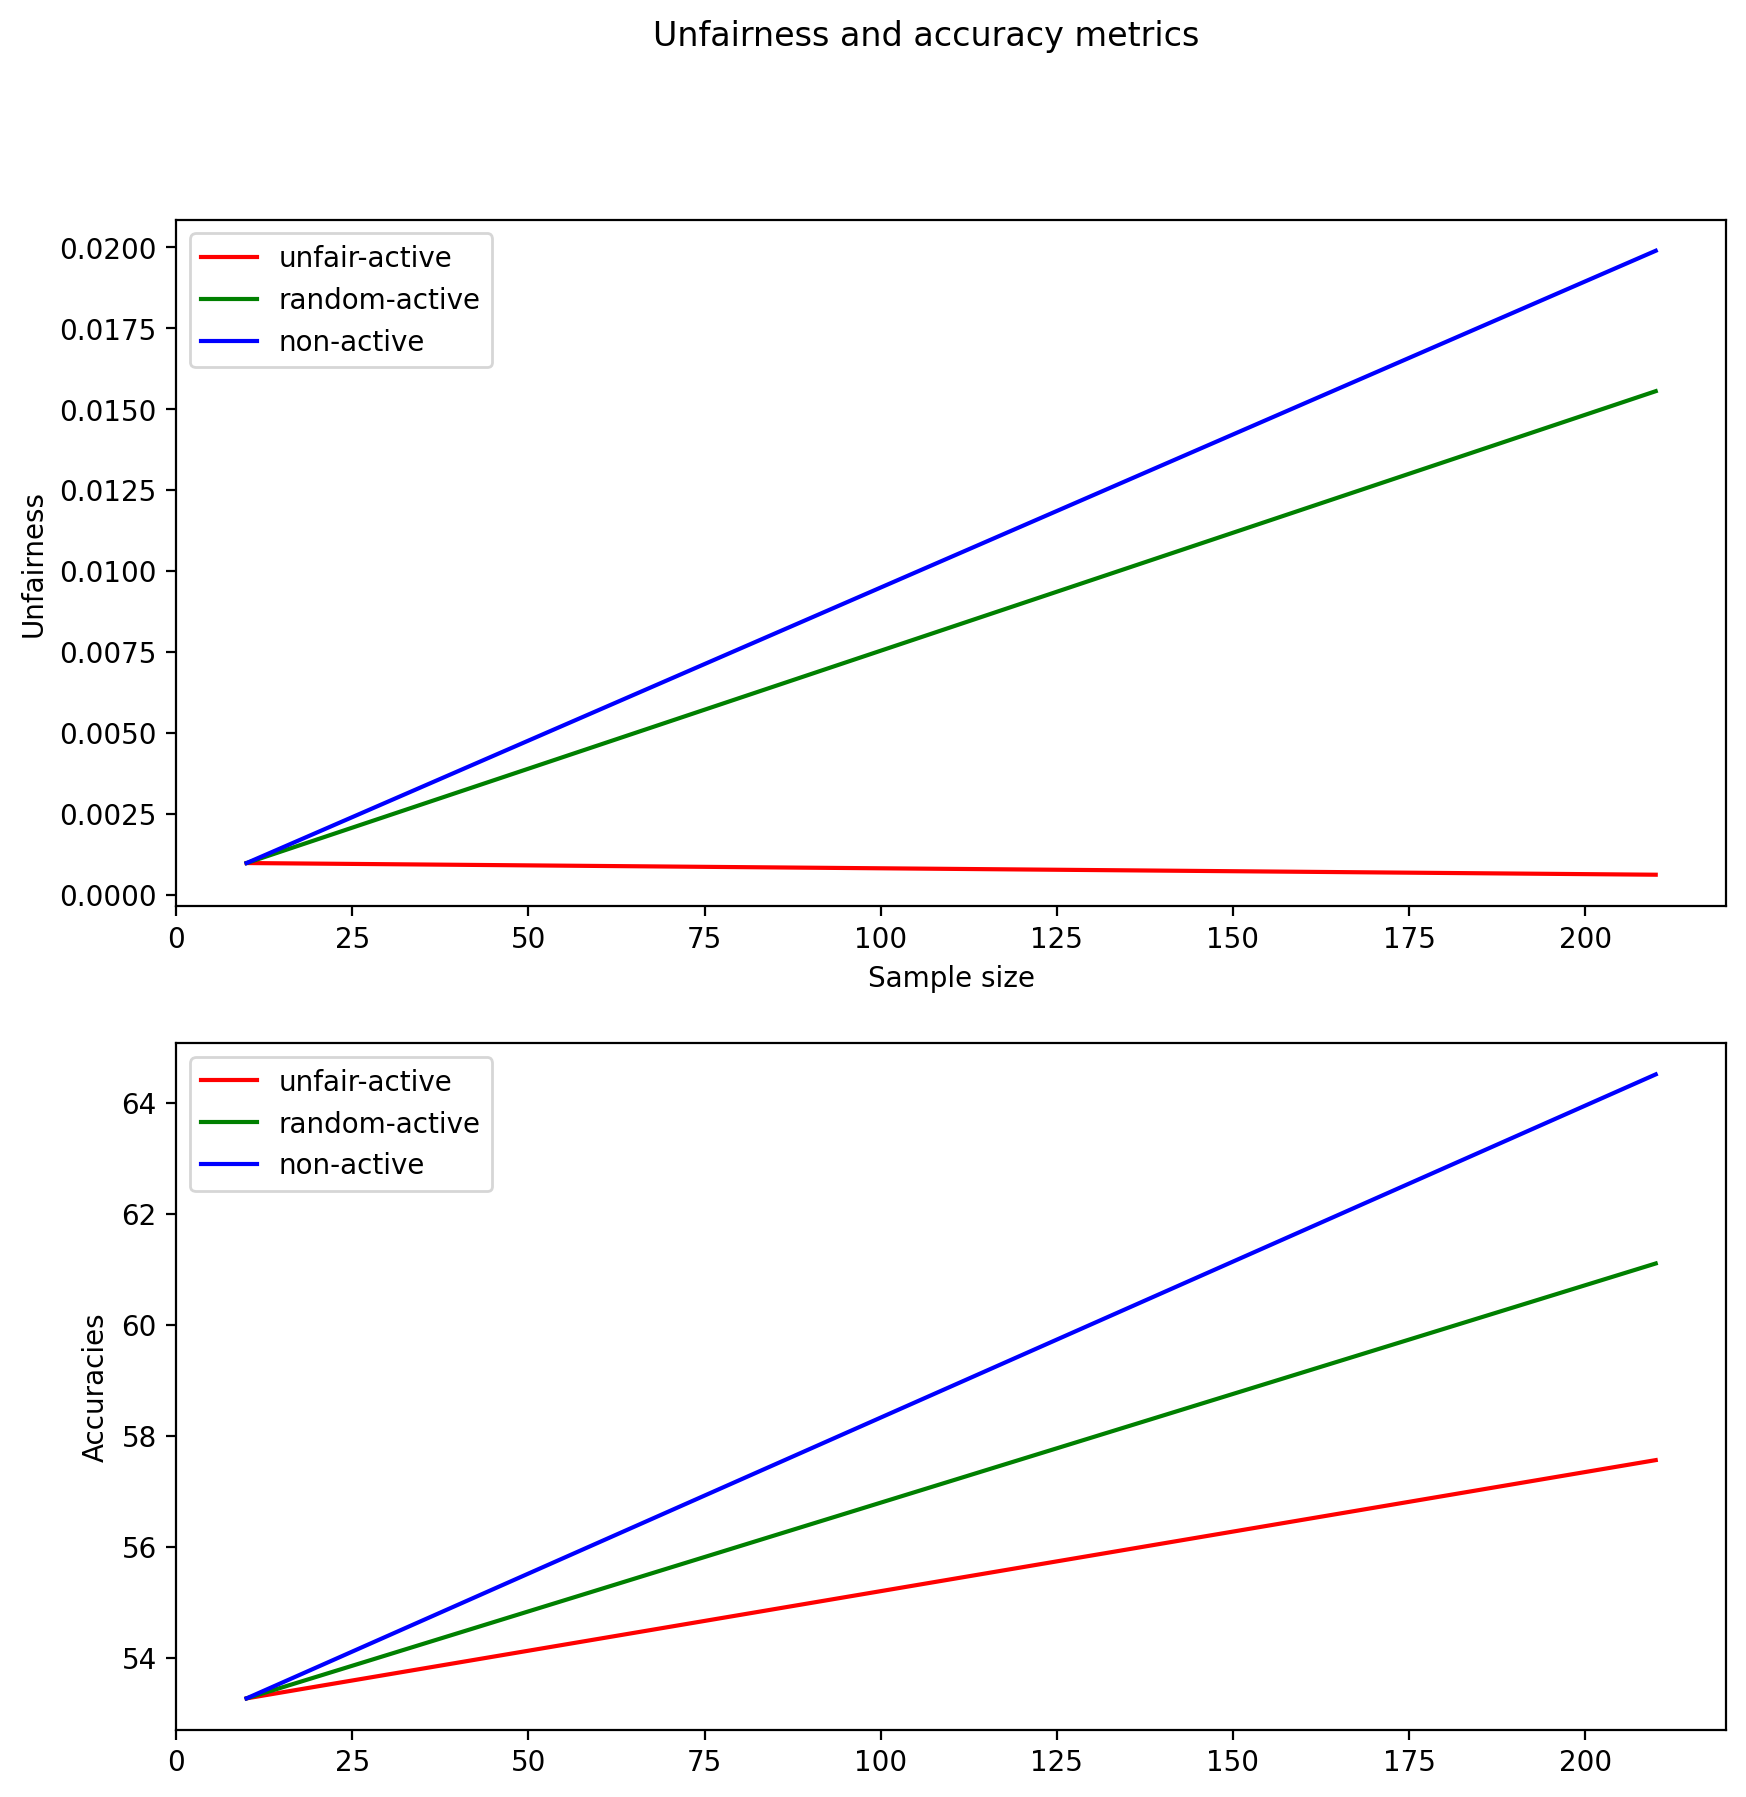 Unfairness and accuracy metrics
0.0200
0.0175
0.0150
0.0125
0.0100
0.0075
0.0050
0.0025
0.0000
Unfairness
unfair-active
random-active
non-active
0 25 50 75 100 125 150 175 200
Sample size
64
62
60
58
56
54
Accuracies
unfair-active
random-active
non-active
0 25 50 75 100 125 150 175 200